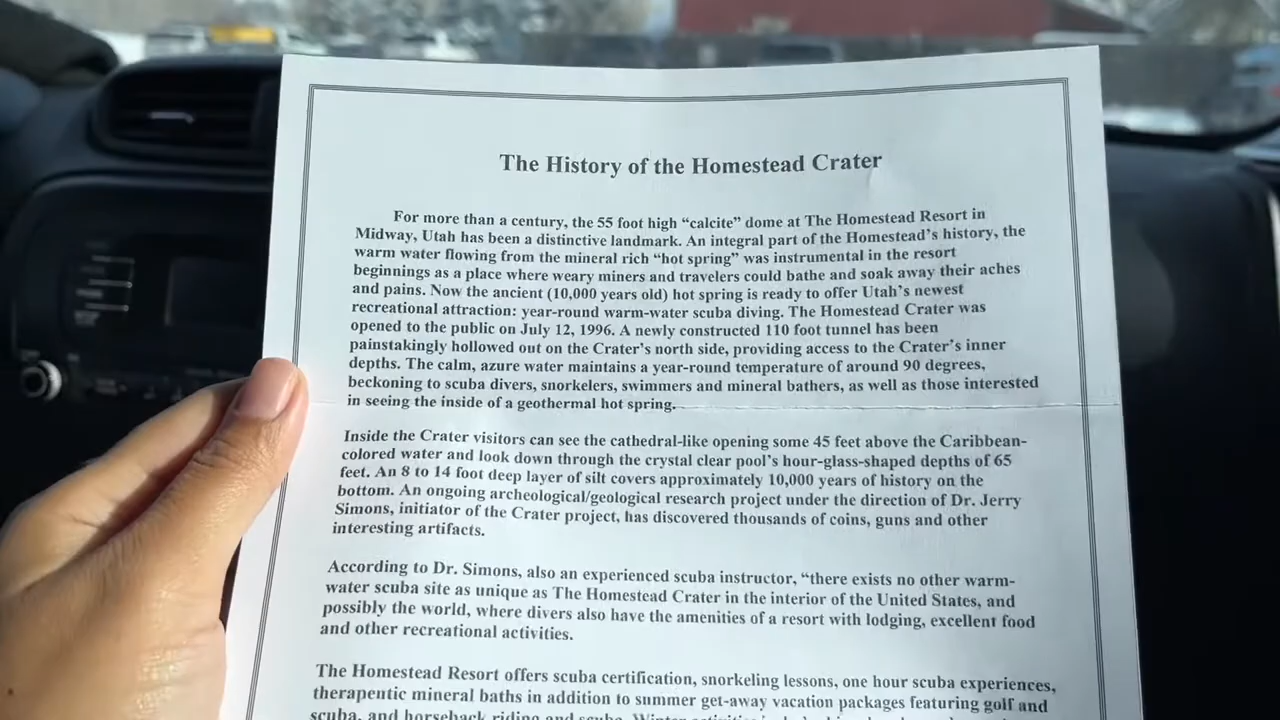 The History of the Homestead Crater
For more than a century, the 55 foot high “calcite” dome at The Homestead Resort in
Midway, Utah has been a distinctive landmark. An integral part of the Homestead’s history, the
warm water flowing from the mineral rich “hot spring” was instrumental in the resort
beginnings as a place where weary miners and travelers could bathe and soak away their aches
and pains. Now the ancient (10,000 years old) hot spring is ready to offer Utah’s newest
recreational attraction: year-round warm-water scuba diving. The Homestead Crater was
opened to the public on July 12, 1996. A newly constructed 110 foot tunnel has been
painstakingly hollowed out on the Crater’s north side, providing access to the Crater’s inner
depths. The calm, azure water maintains a year-round temperature of around 90 degrees,
beckoning to scuba divers, snorkelers, swimmers and mineral bathers, as well as those interested
in seeing the inside of a geothermal hot spring.
Inside the Crater visitors can see the cathedral-like opening some 45 feet above the Caribbean-
colored water and look down through the crystal clear pool’s hour-glass-shaped depths of 65
feet. An 8 to 14 foot deep layer of silt covers approximately 10,000 years of history on the
bottom. An ongoing archeological/geological research project under the direction of Dr. Jerry
Simons, initiator of the Crater project, has discovered thousands of coins, guns and other
interesting artifacts.
According to Dr. Simons, also an experienced scuba instructor, “there exists no other warm-
water scuba site as unique as The Homestead Crater in the interior of the United States, and
possibly the world, where divers also have the amenities of a resort with lodging, excellent food
and other recreational activities.
The Homestead Resort offers scuba certification, snorkeling lessons, one hour scuba experiences,
therapeutic mineral baths in addition to summer get-away vacation packages featuring golf and
scuba, and horseback riding and scuba. Winter activities